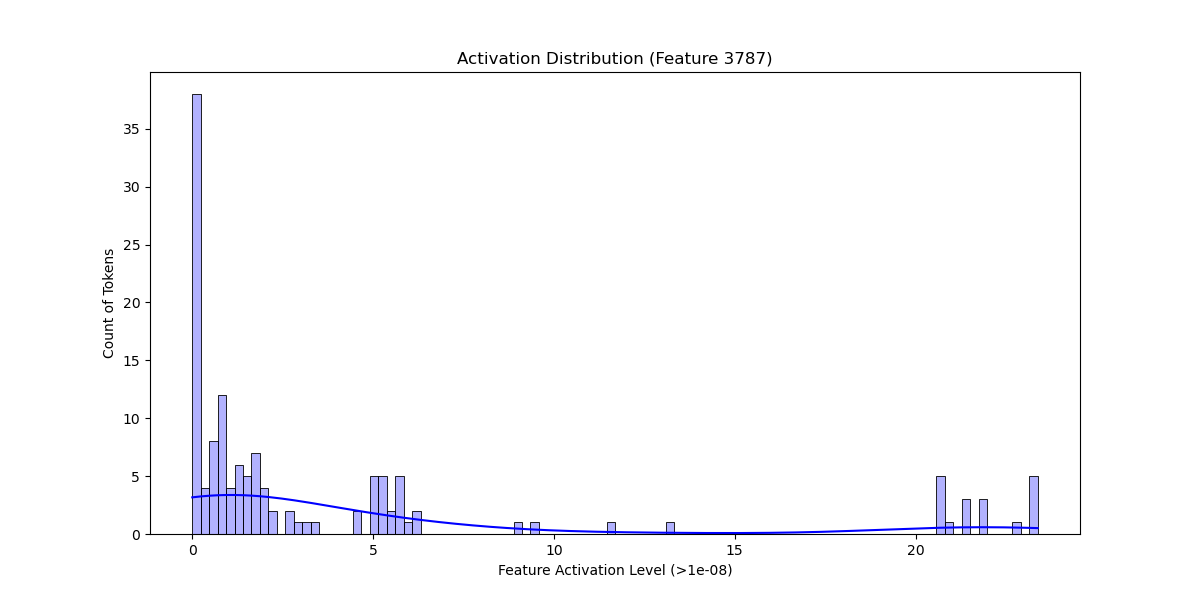 Activation Distribution (Feature 3787)
35
30
25
20
15
10
5
0
Count of Tokens
0 5 10 15 20
Feature Activation Level (>1e-08)